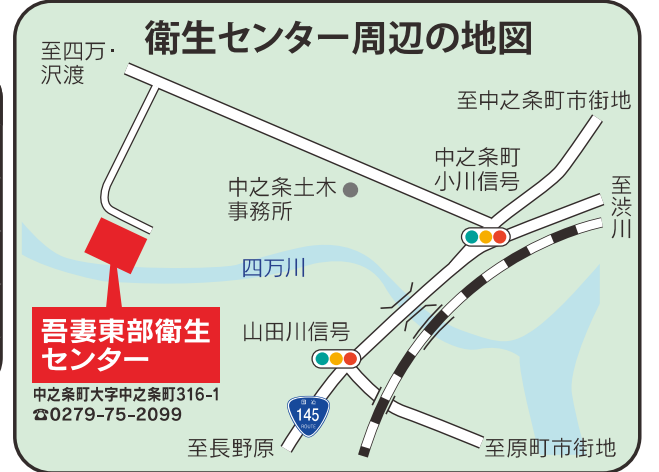 衛生センター周辺の地図
至四万・
沢渡
至中之条町市街地
中之条町
小川信号
至渋川
中之条土木
事務所
四万川
吾妻東部衛生
センター
山田川信号
中之条町大字中之条町316-1
☎0279-75-2099
国道
145
ROUTE
至長野原
至原町市街地